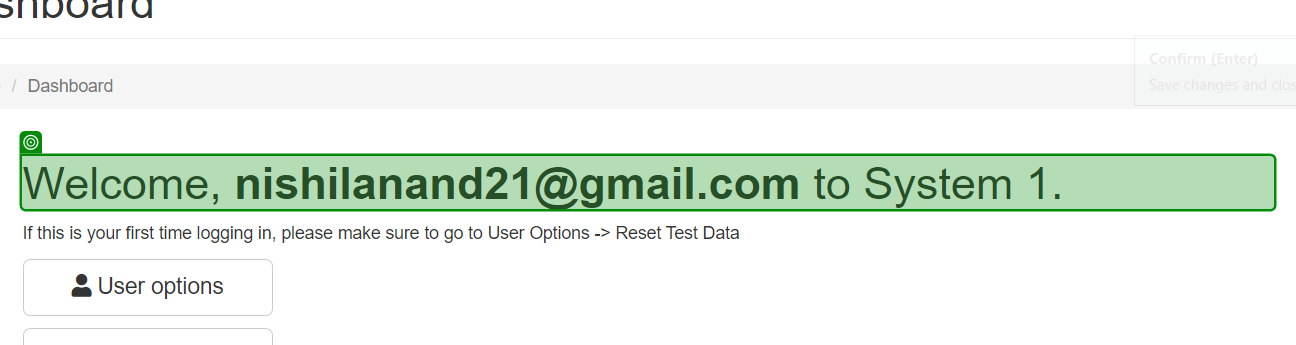 shboard
/ Dashboard
Confirm (Enter)
Save changes and clos
Welcome, nishilanand21@gmail.com to System 1.
If this is your first time logging in, please make sure to go to User Options -> Reset Test Data
User options